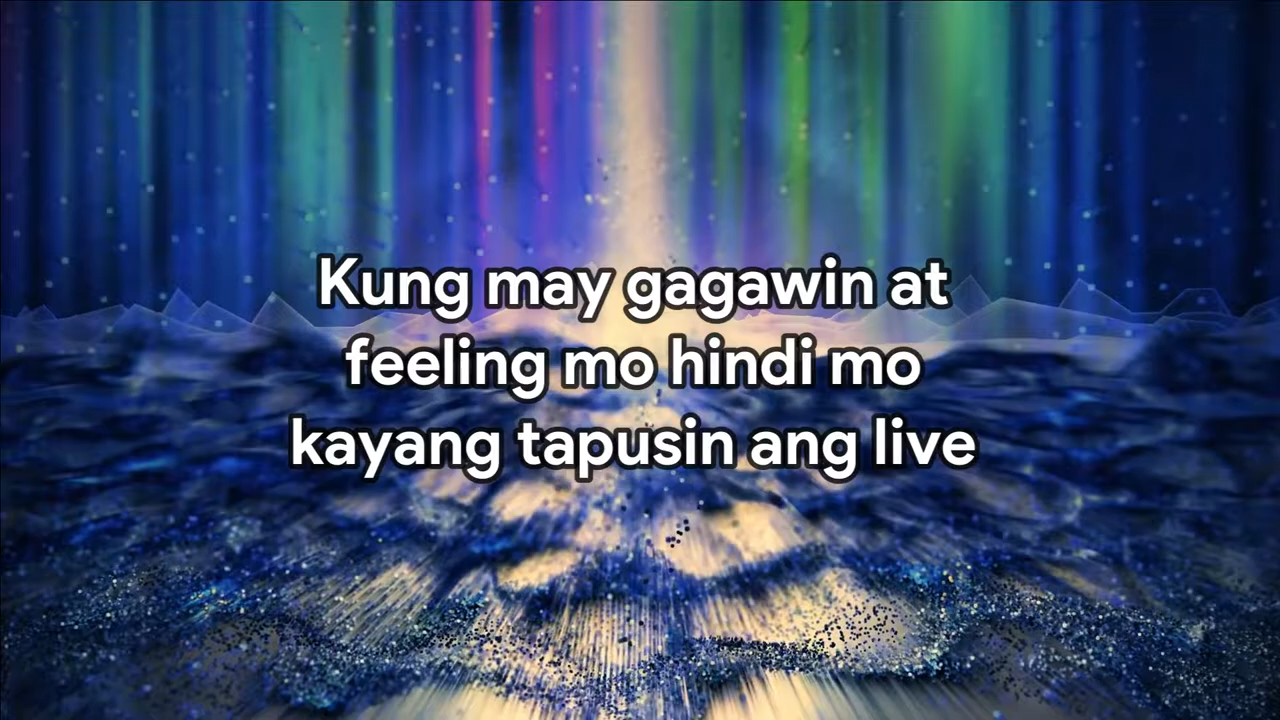 Kung may gagawin at
feeling mo hindi mo
kayang tapusin ang live